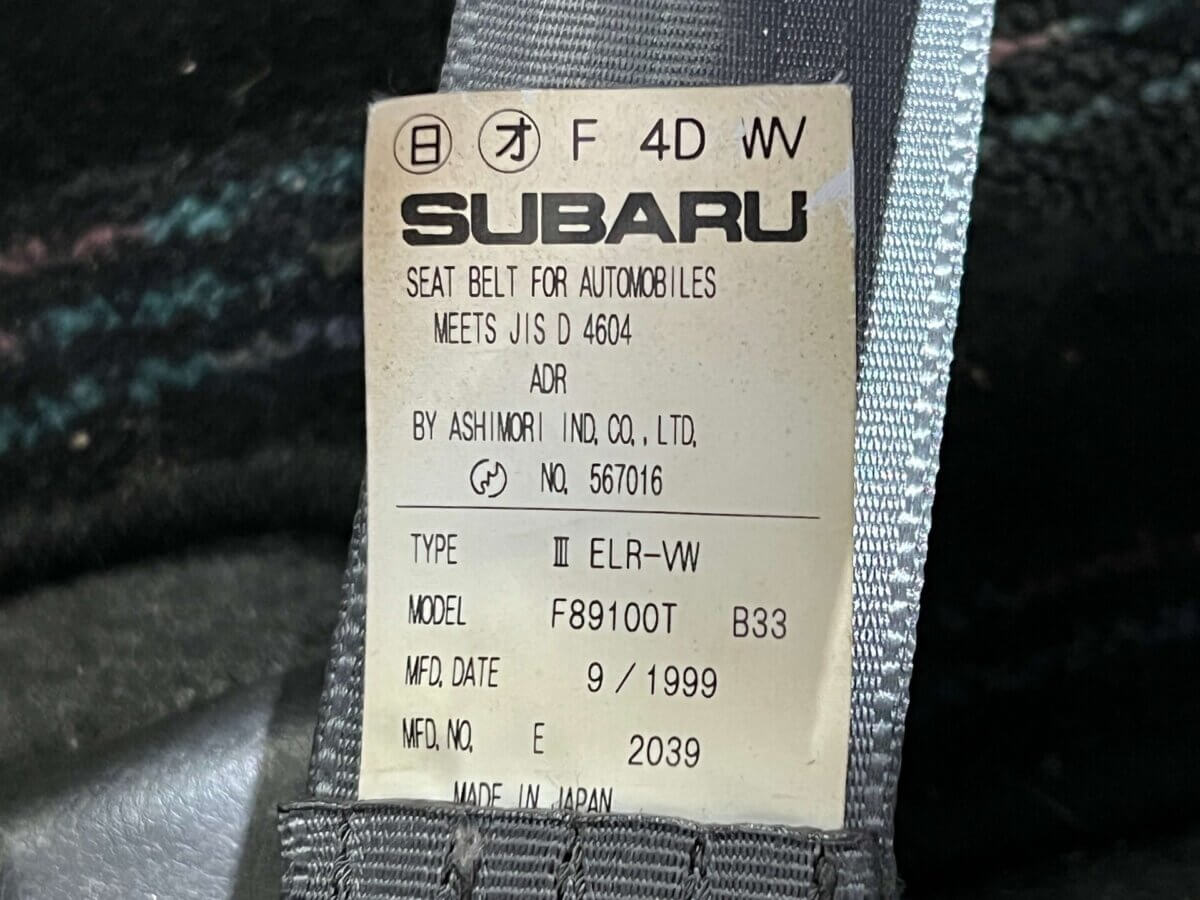 日 オ F 4D VW
SUBARU
SEAT BELT FOR AUTOMOBILES
MEETS JIS D 4604
ADR
BY ASHIMORI IND. CO., LTD.
NO. 567016
TYPE Ⅲ ELR-VW
MODEL F89100T B33
MFD. DATE 9/1999
MFD. NO. E 2039
MADE IN JAPAN